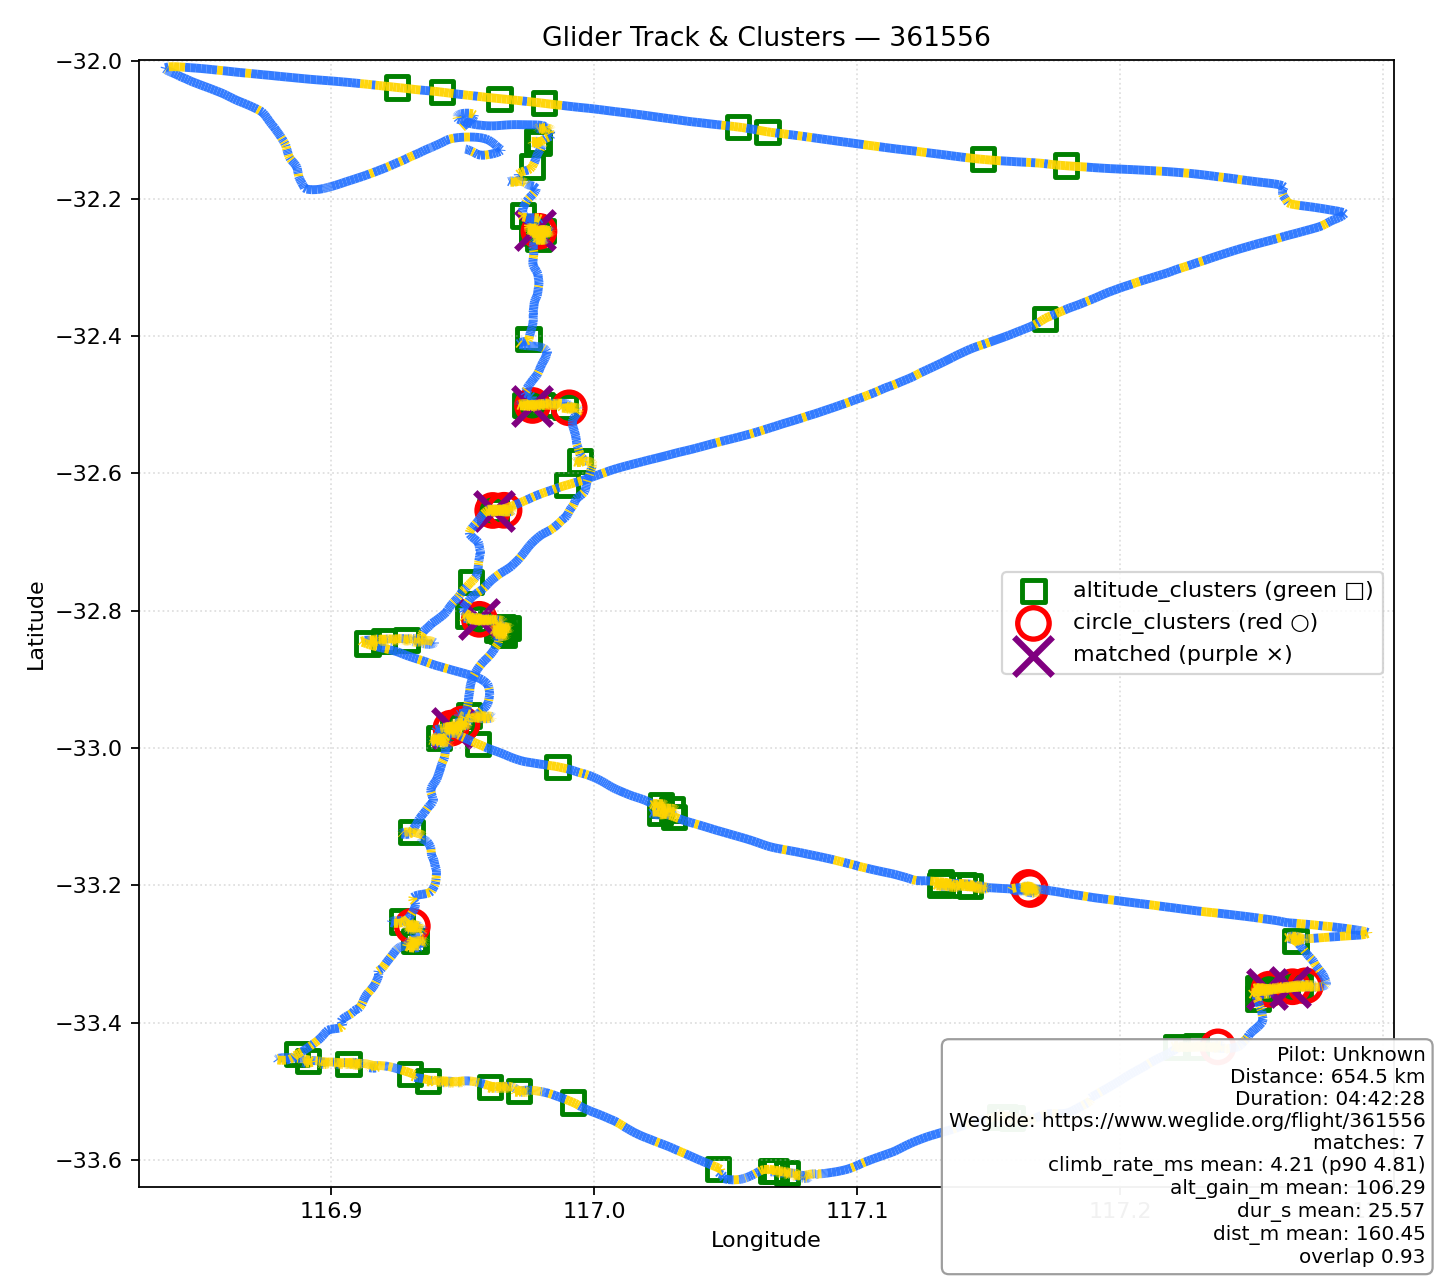 Glider Track & Clusters — 361556
−32.0
−32.2
−32.4
−32.6
−32.8
−33.0
−33.2
−33.4
−33.6
Latitude
altitude_clusters (green □)
circle_clusters (red ○)
matched (purple ×)
116.9
117.0
117.1
117.2
Longitude
Pilot: Unknown
Distance: 654.5 km
Duration: 04:42:28
Weglide: https://www.weglide.org/flight/361556
matches: 7
climb_rate_ms mean: 4.21 (p90 4.81)
alt_gain_m mean: 106.29
dur_s mean: 25.57
dist_m mean: 160.45
overlap 0.93